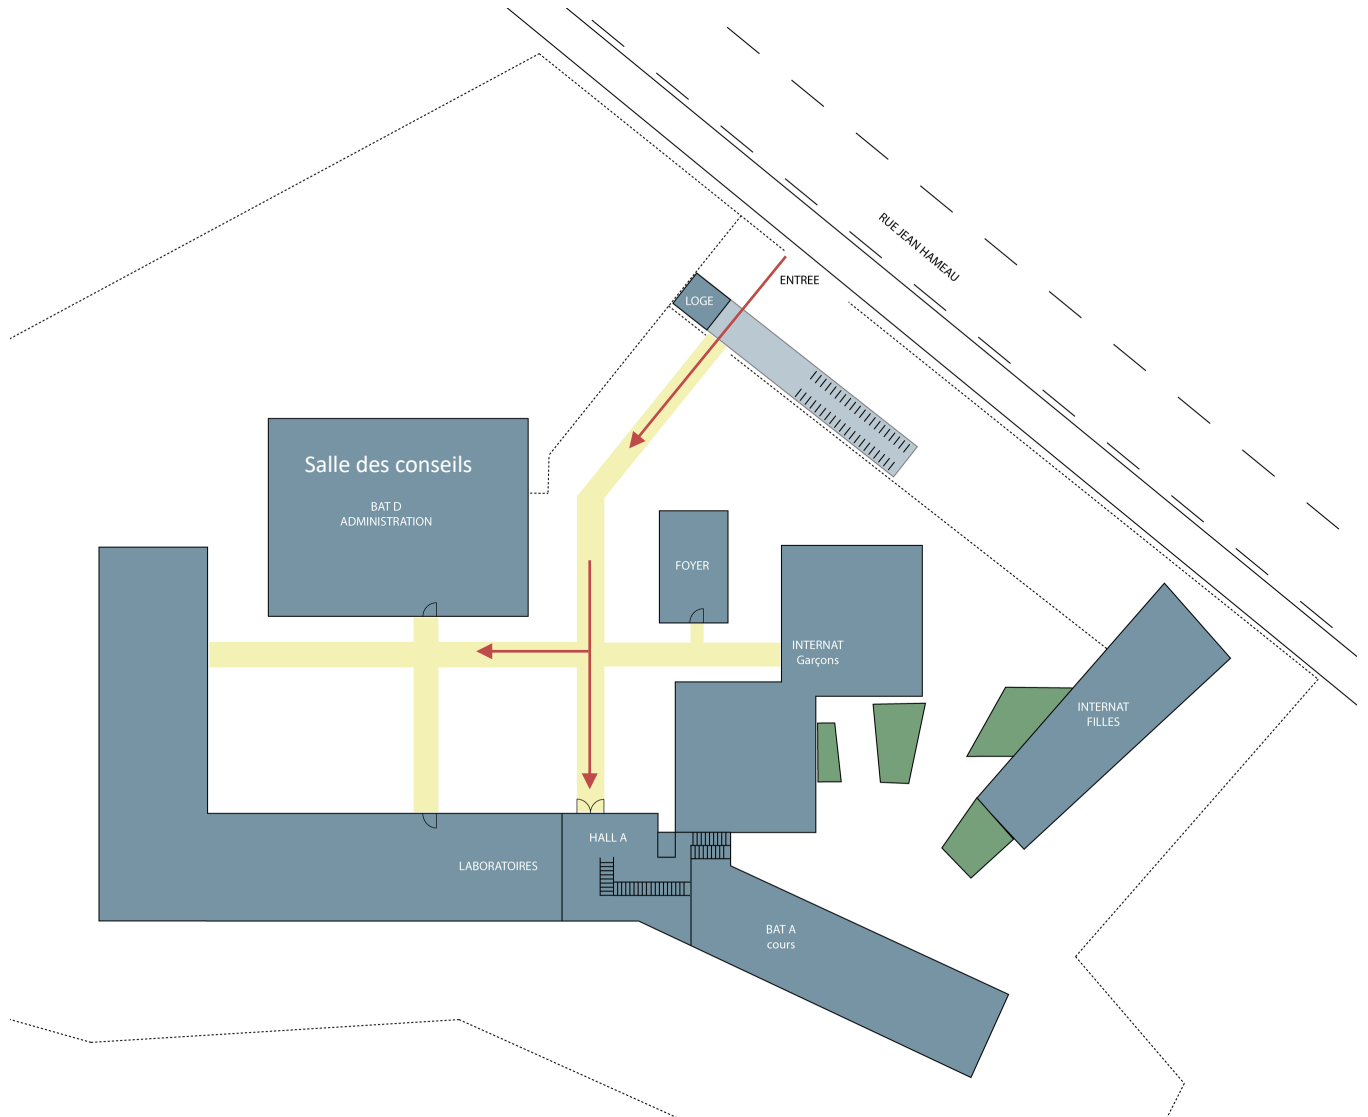 RUE JEAN HAMEAU
ENTREE
LOGE
Salle des conseils
BAT D
ADMINISTRATION
FOYER
INTERNAT
Garçons
INTERNAT
FILLES
HALL A
LABORATOIRES
BAT A
cours